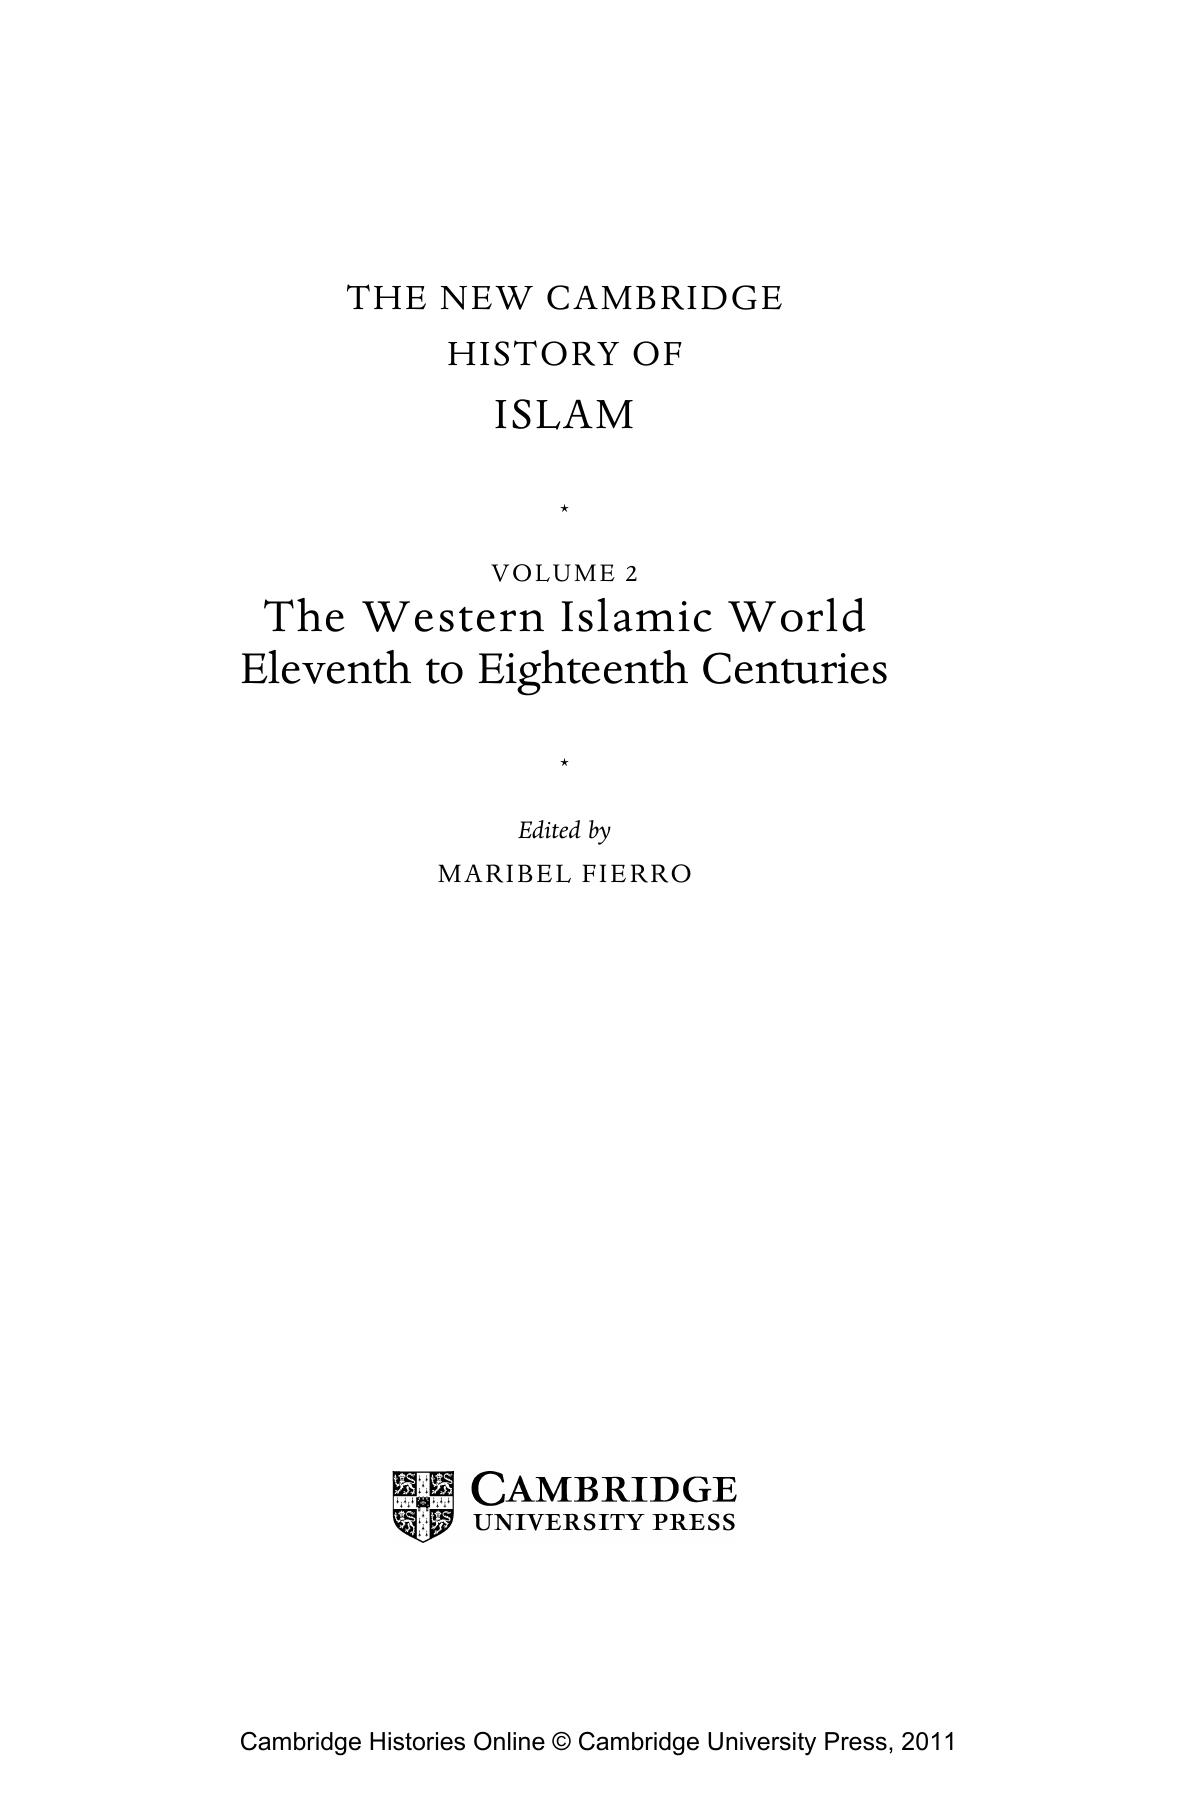 THE NEW CAMBRIDGE
HISTORY OF
ISLAM
⋆
VOLUME 2
The Western Islamic World
Eleventh to Eighteenth Centuries
⋆
Edited by
MARIBEL FIERRO
CAMBRIDGE
UNIVERSITY PRESS
Cambridge Histories Online © Cambridge University Press, 2011